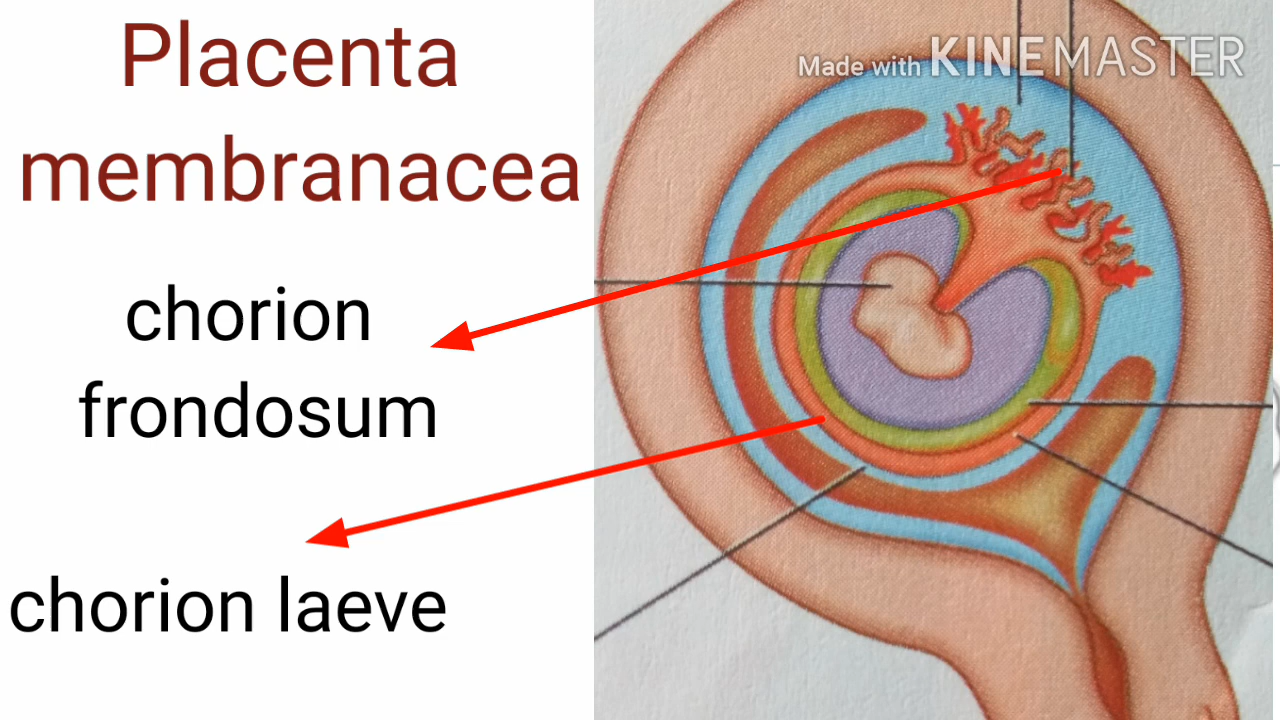 Placenta
membranacea
Made with KINEMASTER
chorion
frondosum
chorion laeve